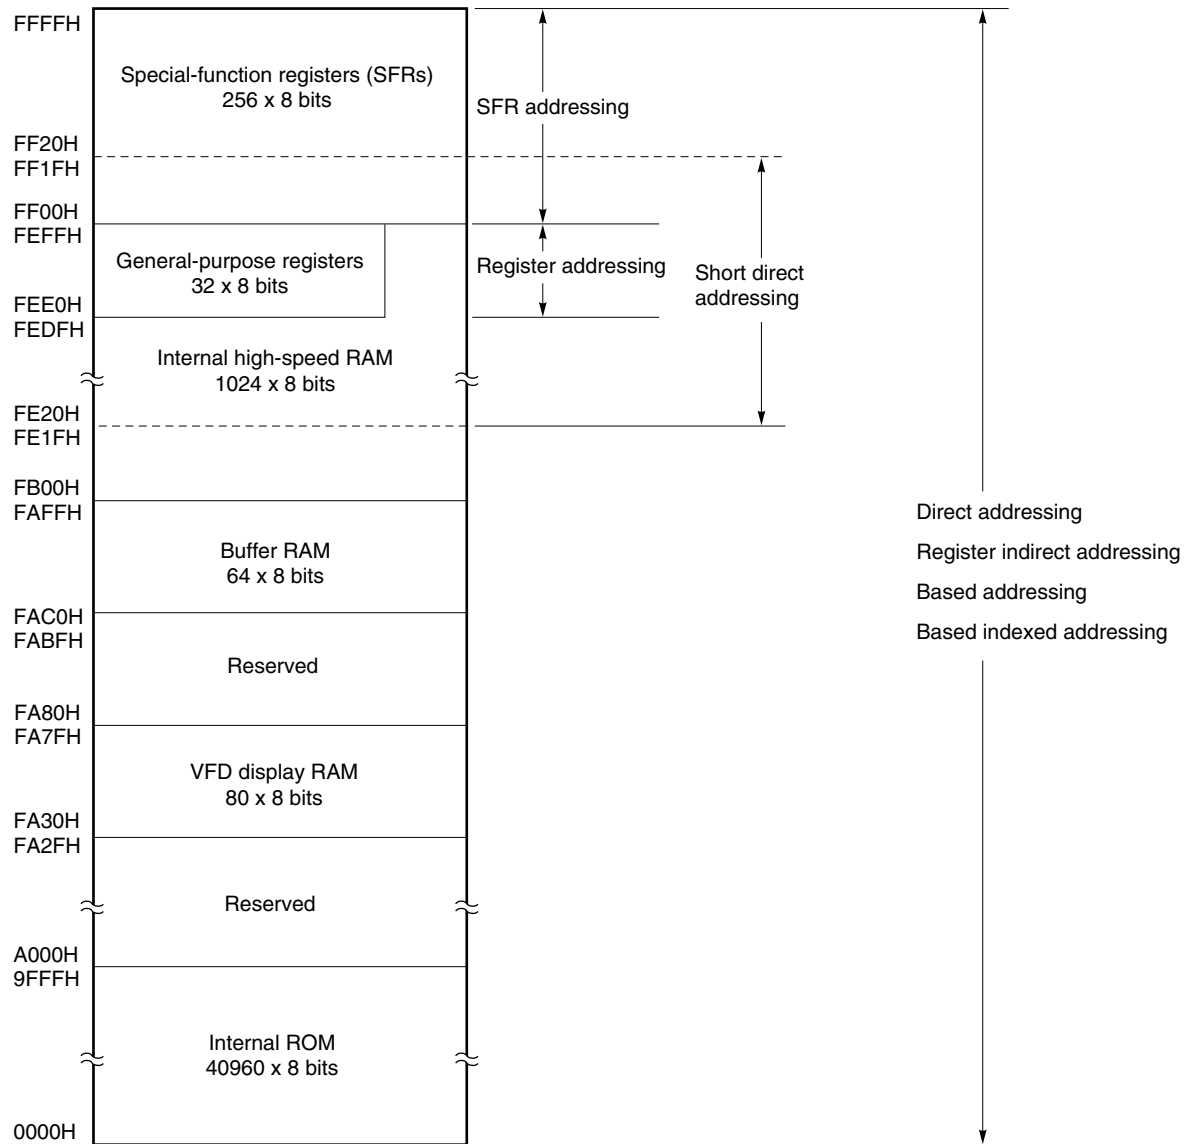 FFFFH
Special-function registers (SFRs)
256 x 8 bits
SFR addressing
FF20H
FF1FH
FF00H
FEFFH
General-purpose registers
32 x 8 bits
Register addressing
Short direct
addressing
FEE0H
FEDFH
Internal high-speed RAM
1024 x 8 bits
FE20H
FE1FH
FB00H
FAFFH
Direct addressing
Register indirect addressing
Based addressing
Based indexed addressing
Buffer RAM
64 x 8 bits
FAC0H
FABFH
Reserved
FA80H
FA7FH
VFD display RAM
80 x 8 bits
FA30H
FA2FH
Reserved
A000H
9FFFH
Internal ROM
40960 x 8 bits
0000H